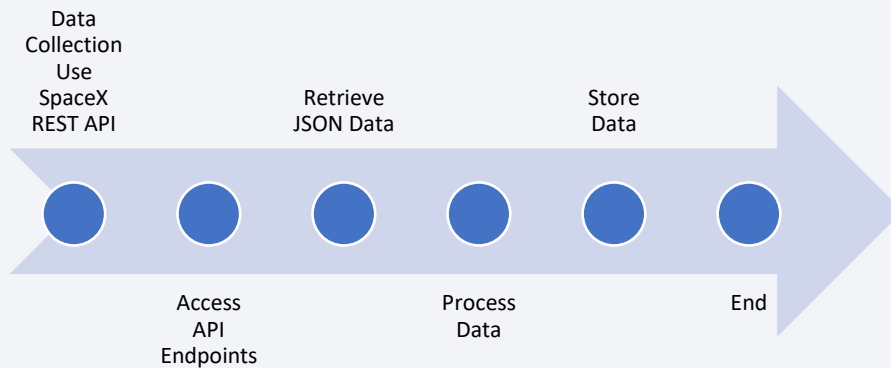 Data
Collection
Use
SpaceX
REST API
Access
API
Endpoints
Retrieve
JSON Data
Process
Data
Store
Data
End